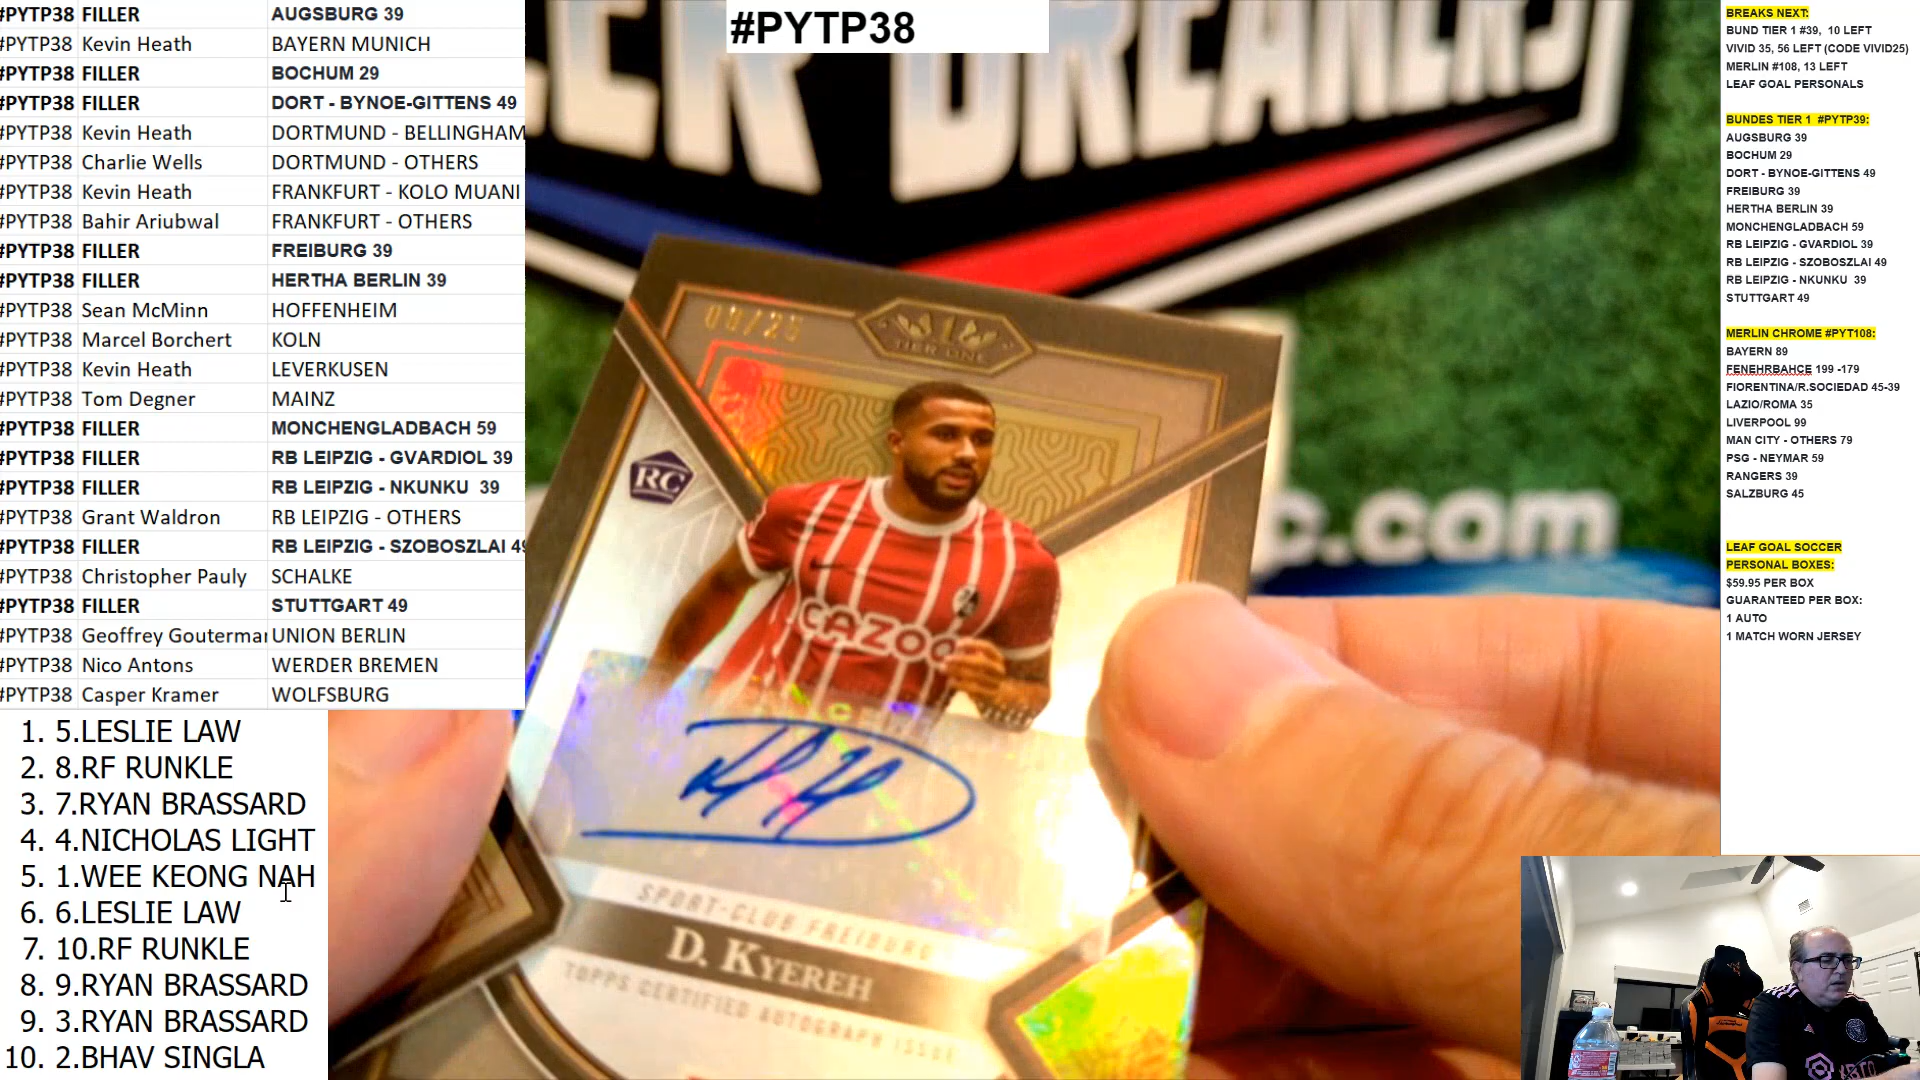 #PYTP38 FILLER AUGSBURG 39
#PYTP38 Kevin Heath BAYERN MUNICH
#PYTP38 FILLER BOCHUM 29
#PYTP38 FILLER DORT - BYNOE-GITTENS 49
#PYTP38 Kevin Heath DORTMUND - BELLINGHAM
#PYTP38 Charlie Wells DORTMUND - OTHERS
#PYTP38 Kevin Heath FRANKFURT - KOLO MUANI
#PYTP38 Bahir Ariubwal FRANKFURT - OTHERS
#PYTP38 FILLER FREIBURG 39
#PYTP38 FILLER HERTHA BERLIN 39
#PYTP38 Sean McMinn HOFFENHEIM
#PYTP38 Marcel Borchert KOLN
#PYTP38 Kevin Heath LEVERKUSEN
#PYTP38 Tom Degner MAINZ
#PYTP38 FILLER MONCHENGLADBACH 59
#PYTP38 FILLER RB LEIPZIG - GVARDIOL 39
#PYTP38 FILLER RB LEIPZIG - NKUNKU 39
#PYTP38 Grant Waldron RB LEIPZIG - OTHERS
#PYTP38 FILLER RB LEIPZIG - SZOBOSZLAI 49
#PYTP38 Christopher Pauly SCHALKE
#PYTP38 FILLER STUTTGART 49
#PYTP38 Geoffrey Gouterman UNION BERLIN
#PYTP38 Nico Antons WERDER BREMEN
#PYTP38 Casper Kramer WOLFSBURG
1. 5.LESLIE LAW
2. 8.RF RUNKLE
3. 7.RYAN BRASSARD
4. 4.NICHOLAS LIGHT
5. 1.WEE KEONG NAH
6. 6.LESLIE LAW
7. 10.RF RUNKLE
8. 9.RYAN BRASSARD
9. 3.RYAN BRASSARD
10. 2.BHAV SINGLA
#PYTP38
BREAKERS
c.com
/25
TIER ONE
RC
CAZOO
SPORT-CLUB FREIBURG
D. KYEREH
TOPPS CERTIFIED AUTOGRAPH ISSUE
BREAKS NEXT:
BUND TIER 1 #39, 10 LEFT
VIVID 35, 56 LEFT (CODE VIVID25)
MERLIN #108, 13 LEFT
LEAF GOAL PERSONALS
BUNDES TIER 1 #PYTP39:
AUGSBURG 39
BOCHUM 29
DORT - BYNOE-GITTENS 49
FREIBURG 39
HERTHA BERLIN 39
MONCHENGLADBACH 59
RB LEIPZIG - GVARDIOL 39
RB LEIPZIG - SZOBOSZLAI 49
RB LEIPZIG - NKUNKU 39
STUTTGART 49
MERLIN CHROME #PYT108:
BAYERN 89
FENEHRBAHCE 199 -179
FIORENTINA/R.SOCIEDAD 45-39
LAZIO/ROMA 35
LIVERPOOL 99
MAN CITY - OTHERS 79
PSG - NEYMAR 59
RANGERS 39
SALZBURG 45
LEAF GOAL SOCCER
PERSONAL BOXES:
$59.95 PER BOX
GUARANTEED PER BOX:
1 AUTO
1 MATCH WORN JERSEY